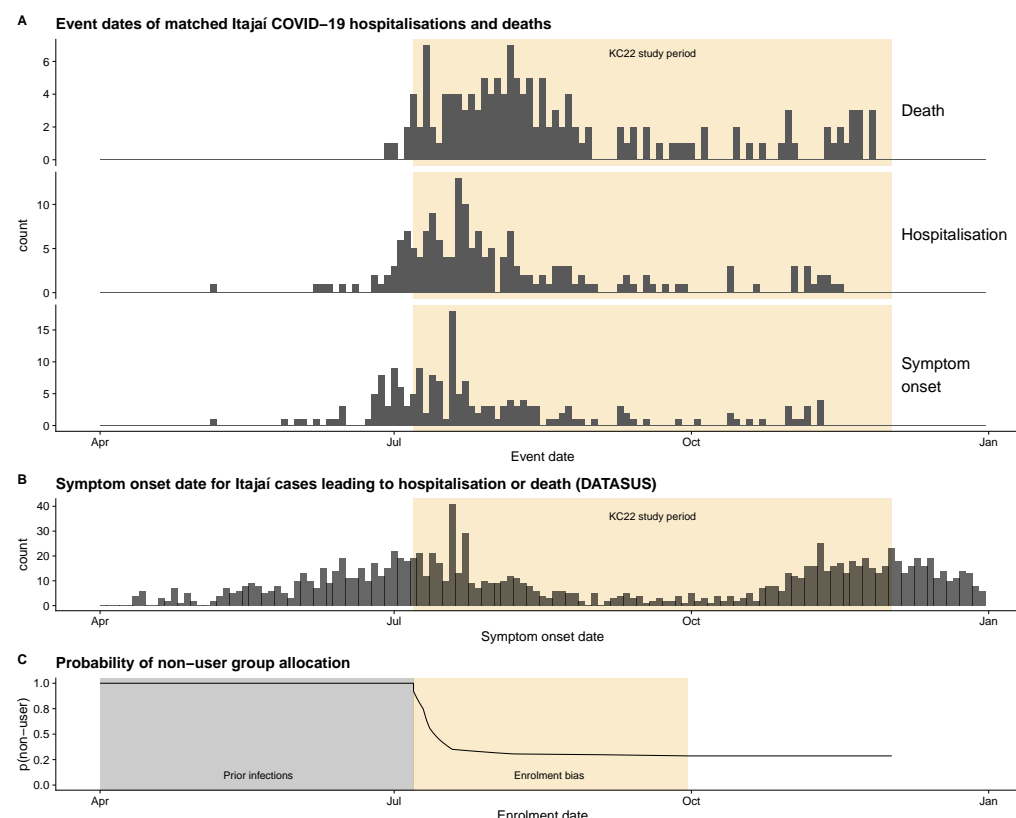 A Event dates of matched Itajaí COVID−19 hospitalisations and deaths
KC22 study period
6
4
2
0
Death
10
5
0
Hospitalisation
15
10
5
0
Symptom
onset
count
Apr Jul Oct Jan
Event date
B Symptom onset date for Itajaí cases leading to hospitalisation or death (DATASUS)
KC22 study period
40
30
20
10
0
count
Apr Jul Oct Jan
Symptom onset date
C Probability of non−user group allocation
1.0
0.8
0.5
0.2
0.0
p(non−user)
Prior infections Enrolment bias
Apr Jul Oct Jan
Enrolment date